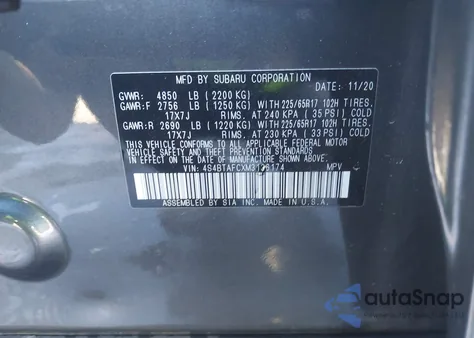 MFD BY SUBARU CORPORATION
DATE: 11/20
GVWR: 4850 LB (2200 KG)
GAWR:F 2756 LB (1250 KG) WITH 225/65R17 102H TIRES.
17X7J RIMS. AT 240 KPA (35 PSI) COLD
GAWR:R 2690 LB (1220 KG) WITH 225/65R17 102H TIRES.
17X7J RIMS. AT 230 KPA (33 PSI) COLD
THIS VEHICLE CONFORMS TO ALL APPLICABLE FEDERAL MOTOR
VEHICLE SAFETY, BUMPER, AND THEFT PREVENTION STANDARDS
IN EFFECT ON THE DATE OF MANUFACTURE SHOWN ABOVE.
MPV
ASSEMBLED BY SIA INC. MADE IN U.S.A.
autoSnap